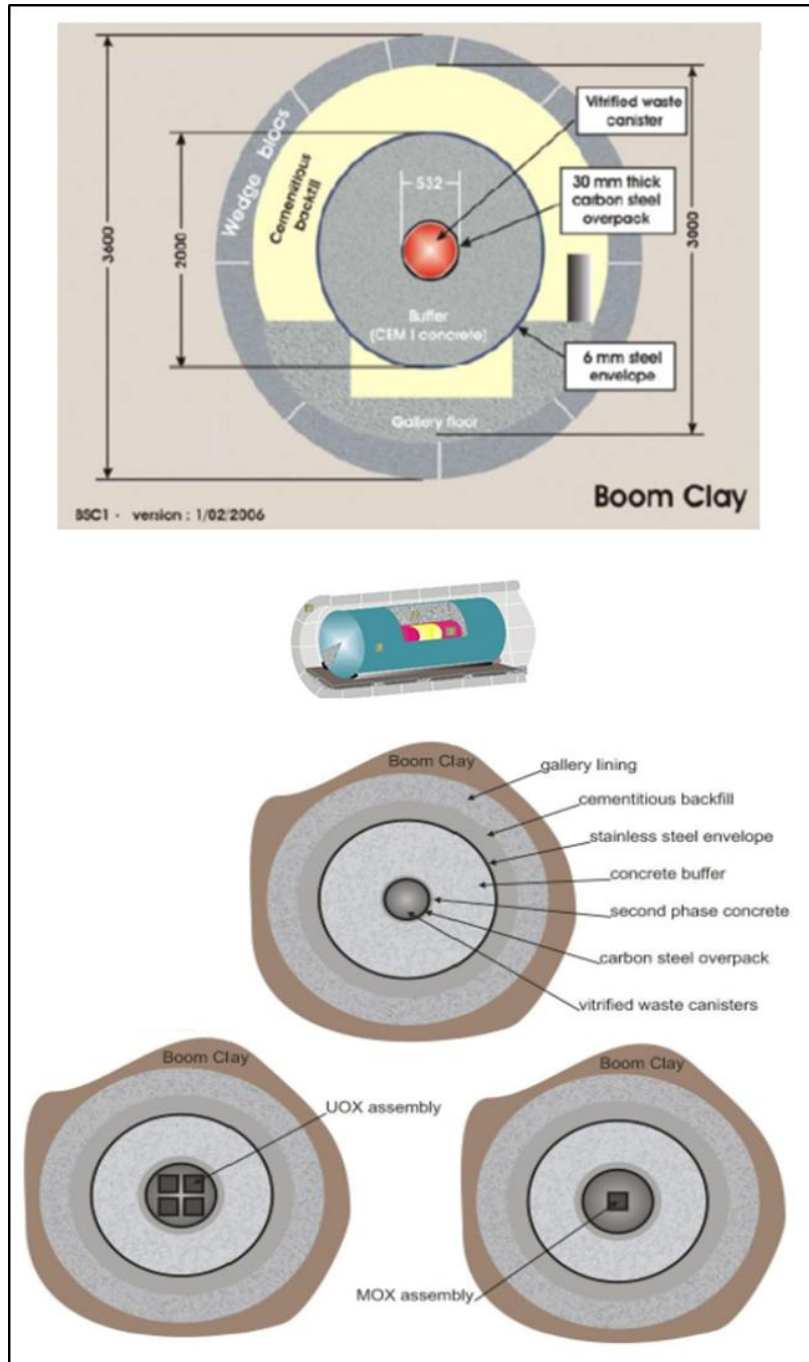 Vitrified waste
canister
Wedge blocs
Cementitious
backfill
532
30 mm thick
carbon steel
overpack
3600
2000
3000
Buffer
(CEM I concrete)
6 mm steel
envelope
Gallery floor
Boom Clay
BSC1 - version : 1/02/2006
Boom Clay
gallery lining
cementitious backfill
stainless steel envelope
concrete buffer
second phase concrete
carbon steel overpack
vitrified waste canisters
Boom Clay
UOX assembly
Boom Clay
MOX assembly